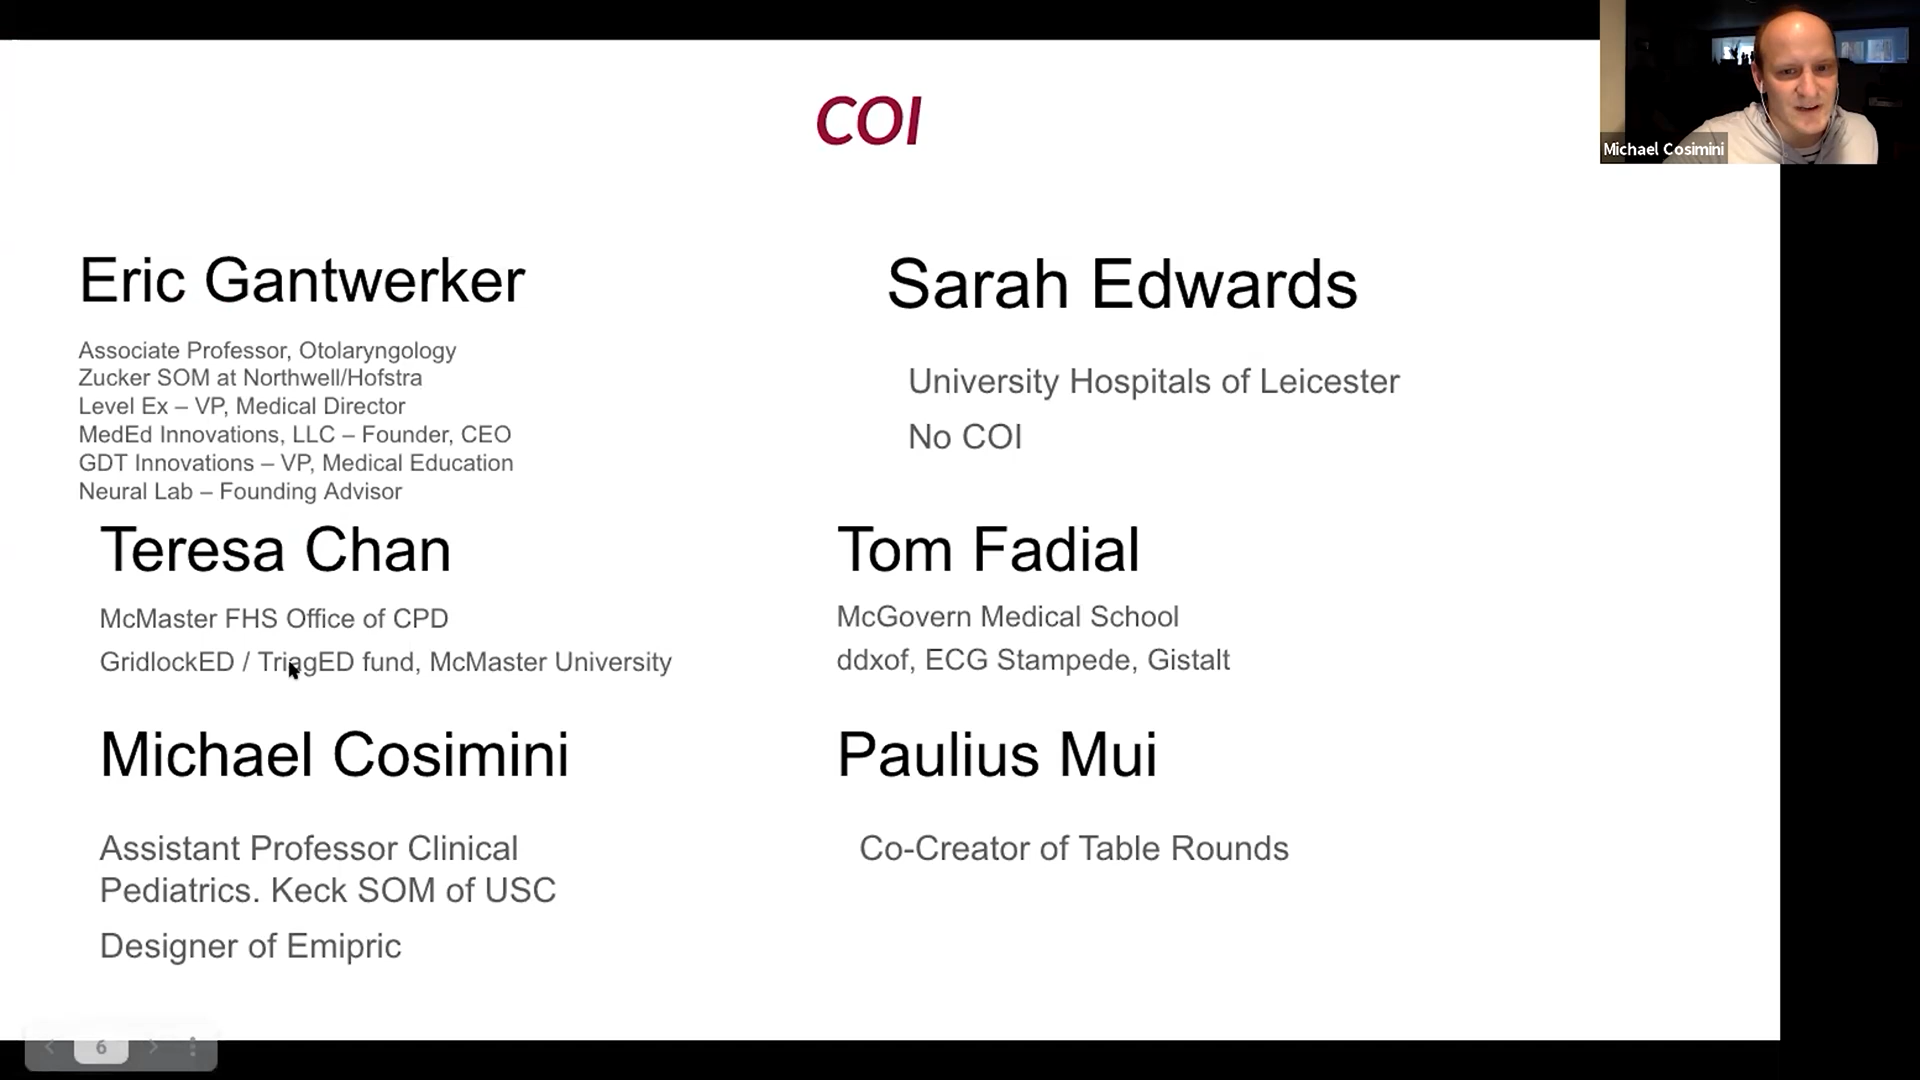 COI
Michael Cosimini
Eric Gantwerker
Associate Professor, Otolaryngology
Zucker SOM at Northwell/Hofstra
Level Ex – VP, Medical Director
MedEd Innovations, LLC – Founder, CEO
GDT Innovations – VP, Medical Education
Neural Lab – Founding Advisor
Sarah Edwards
University Hospitals of Leicester
No COI
Teresa Chan
McMaster FHS Office of CPD
GridlockED / TriagED fund, McMaster University
Tom Fadial
McGovern Medical School
ddxof, ECG Stampede, Gistalt
Michael Cosimini
Assistant Professor Clinical
Pediatrics. Keck SOM of USC
Designer of Emipric
Paulius Mui
Co-Creator of Table Rounds
6